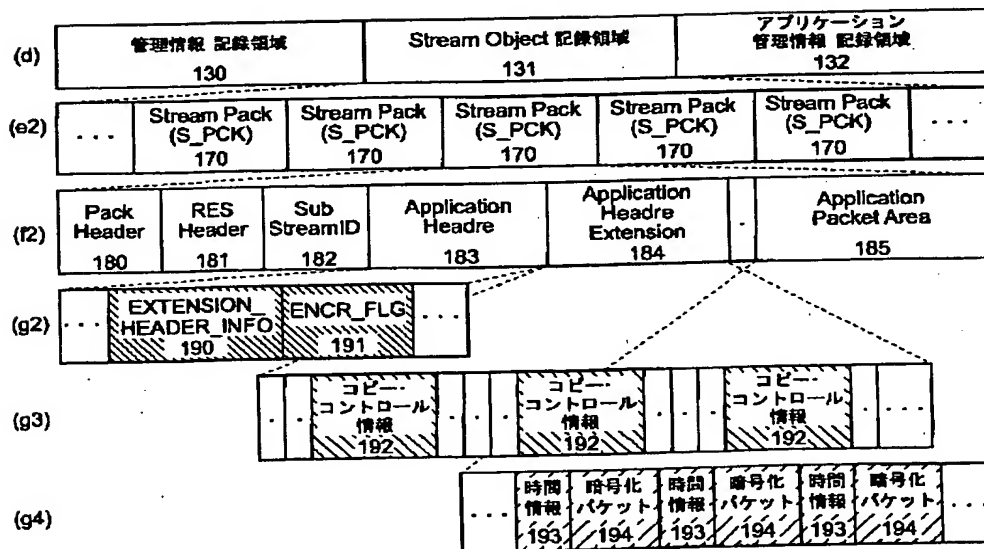 (d)
管理情報 記録領域
130
Stream Object 記録領域
131
アプリケーション
管理情報 記録領域
132
(e2)
. . .
Stream Pack
(S_PCK)
170
Stream Pack
(S_PCK)
170
Stream Pack
(S_PCK)
170
Stream Pack
(S_PCK)
170
Stream Pack
(S_PCK)
170
. . .
(f2)
Pack
Header
180
RES
Header
181
Sub
StreamID
182
Application
Headre
183
Application
Headre
Extension
184
.
Application
Packet Area
185
(g2)
. . .
EXTENSION_
HEADER_INFO
190
ENCR_FLG
191
. . .
(g3)
. .
コピー・
コントロール
情報
192
. . .
コピー・
コントロール
情報
192
. . .
コピー・
コントロール
情報
192
. . . .
(g4)
. . .
時間
情報
193
暗号化
パケット
194
時間
情報
193
暗号化
パケット
194
時間
情報
193
暗号化
パケット
194
. . .